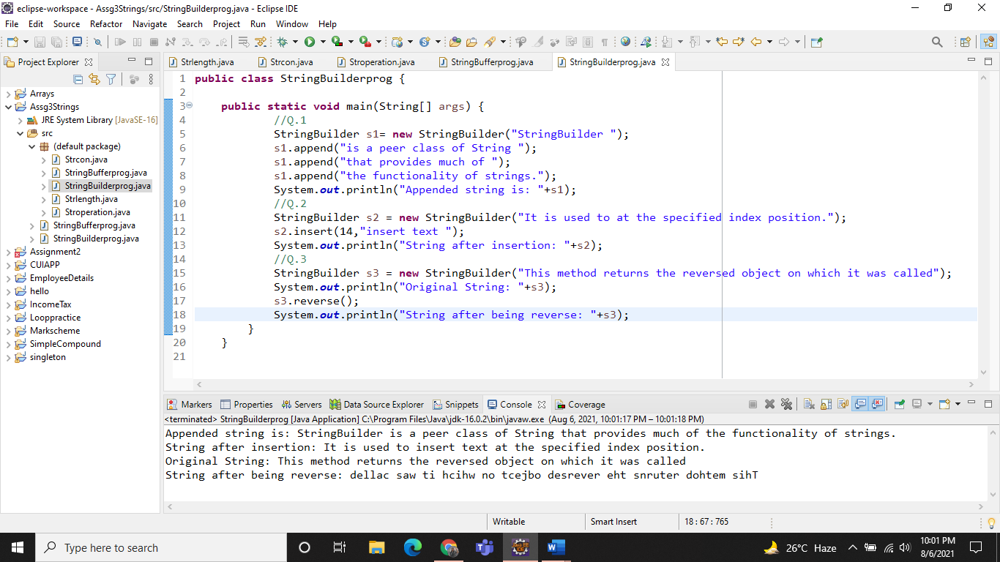 eclipse-workspace - Assg3Strings/src/StringBuilderprog.java - Eclipse IDE
File Edit Source Refactor Navigate Search Project Run Window Help
Project Explorer
Strlength.java Strcon.java Stroperation.java StringBufferprog.java StringBuilderprog.java
Arrays
Assg3Strings
JRE System Library [JavaSE-16]
src
(default package)
Strcon.java
StringBufferprog.java
StringBuilderprog.java
Strlength.java
Stroperation.java
StringBufferprog.java
StringBuilderprog.java
Assignment2
CUIAPP
EmployeeDetails
hello
IncomeTax
Looppractice
Markscheme
SimpleCompound
singleton
1 public class StringBuilderprog {
2
3 public static void main(String[] args) {
4 //Q.1
5 StringBuilder s1= new StringBuilder("StringBuilder ");
6 s1.append("is a peer class of String ");
7 s1.append("that provides much of ");
8 s1.append("the functionality of strings.");
9 System.out.println("Appended string is: "+s1);
10 //Q.2
11 StringBuilder s2 = new StringBuilder("It is used to at the specified index position.");
12 s2.insert(14,"insert text ");
13 System.out.println("String after insertion: "+s2);
14 //Q.3
15 StringBuilder s3 = new StringBuilder("This method returns the reversed object on which it was called");
16 System.out.println("Original String: "+s3);
17 s3.reverse();
18 System.out.println("String after being reverse: "+s3);
19 }
20 }
21
Markers Properties Servers Data Source Explorer Snippets Console Coverage
<terminated> StringBuilderprog [Java Application] C:\Program Files\Java\jdk-16.0.2\bin\javaw.exe (Aug 6, 2021, 10:01:17 PM – 10:01:18 PM)
Appended string is: StringBuilder is a peer class of String that provides much of the functionality of strings.
String after insertion: It is used to insert text at the specified index position.
Original String: This method returns the reversed object on which it was called
String after being reverse: dellac saw ti hcihw no tcejbo desrever eht snruter dohtem sihT
Writable Smart Insert 18 : 67 : 765
Type here to search
26°C Haze
10:01 PM
8/6/2021